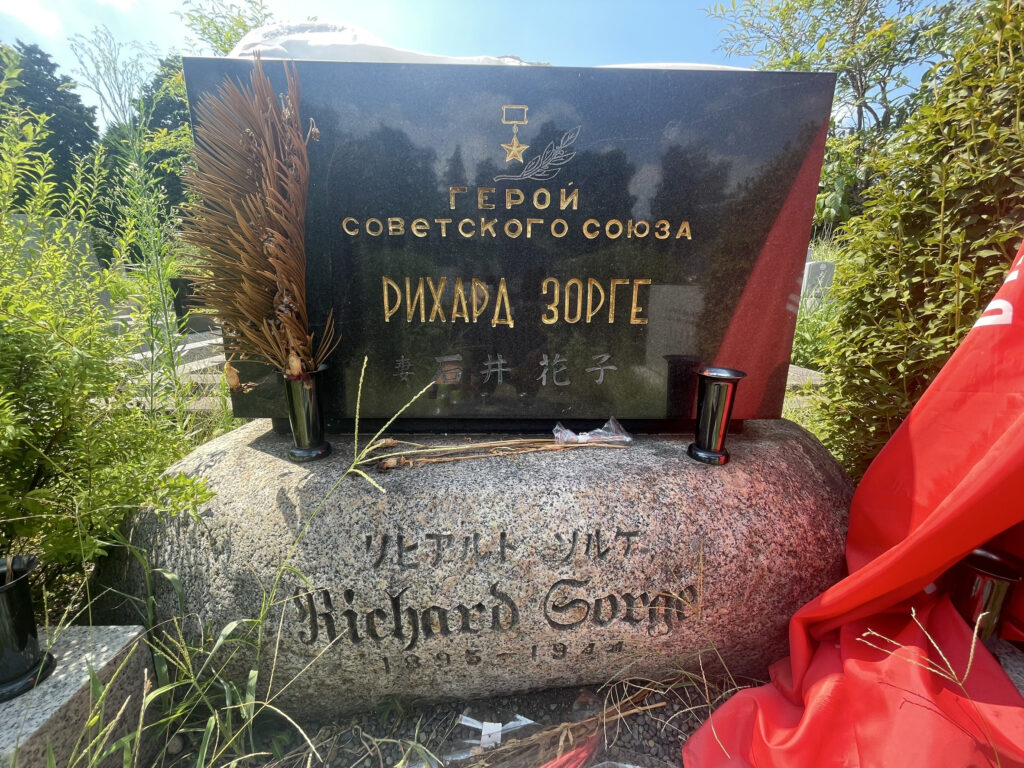 ГЕРОЙ
СОВЕТСКОГО СОЮЗА
РИХАРД ЗОРГЕ
妻 石井 花子
リヒアルト ゾルゲ
Richard Sorge
1895-1944